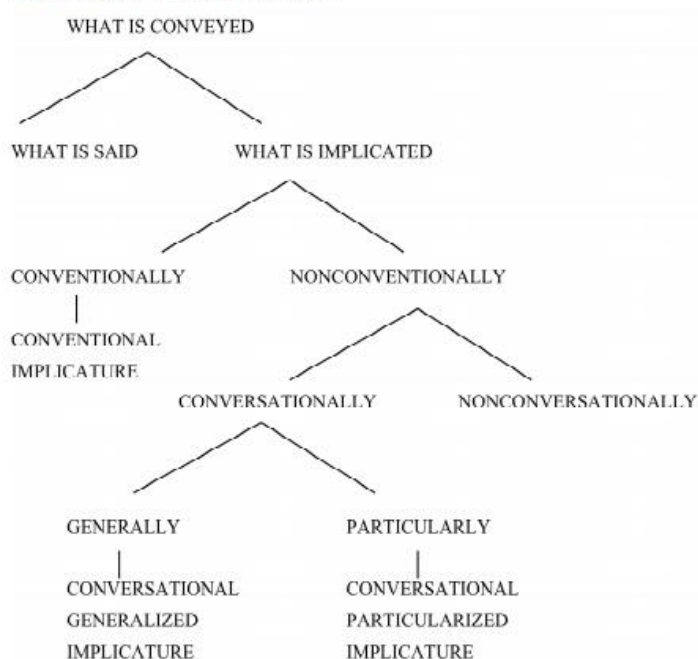 WHAT IS CONVEYED
WHAT IS SAID
WHAT IS IMPLICATED
CONVENTIONALLY
NONCONVENTIONALLY
CONVENTIONAL
IMPLICATURE
CONVERSATIONALLY
NONCONVERSATIONALLY
GENERALLY
PARTICULARLY
CONVERSATIONAL
GENERALIZED
IMPLICATURE
CONVERSATIONAL
PARTICULARIZED
IMPLICATURE